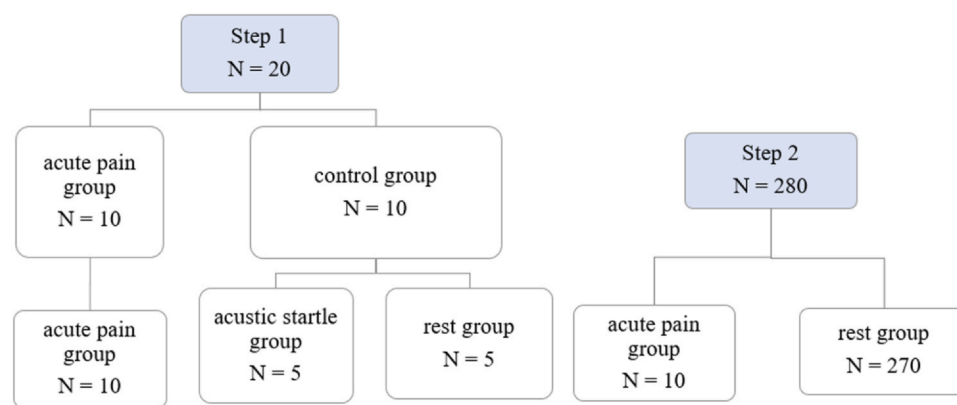 Step 1
N = 20
acute pain
group
N = 10
control group
N = 10
acute pain
group
N = 10
acustic startle
group
N = 5
rest group
N = 5
Step 2
N = 280
acute pain
group
N = 10
rest group
N = 270